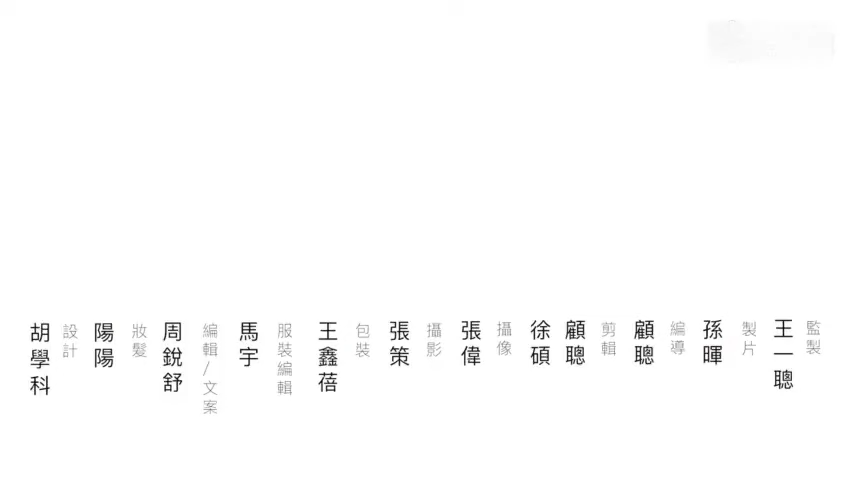 監製
王一聰
製片
孫暉
編導
顧聰
剪輯
顧聰
徐碩
攝像
張偉
攝影
張策
包裝
王鑫蓓
服裝編輯
馬宇
編輯/文案
周銳舒
妝髮
陽陽
設計
胡學科